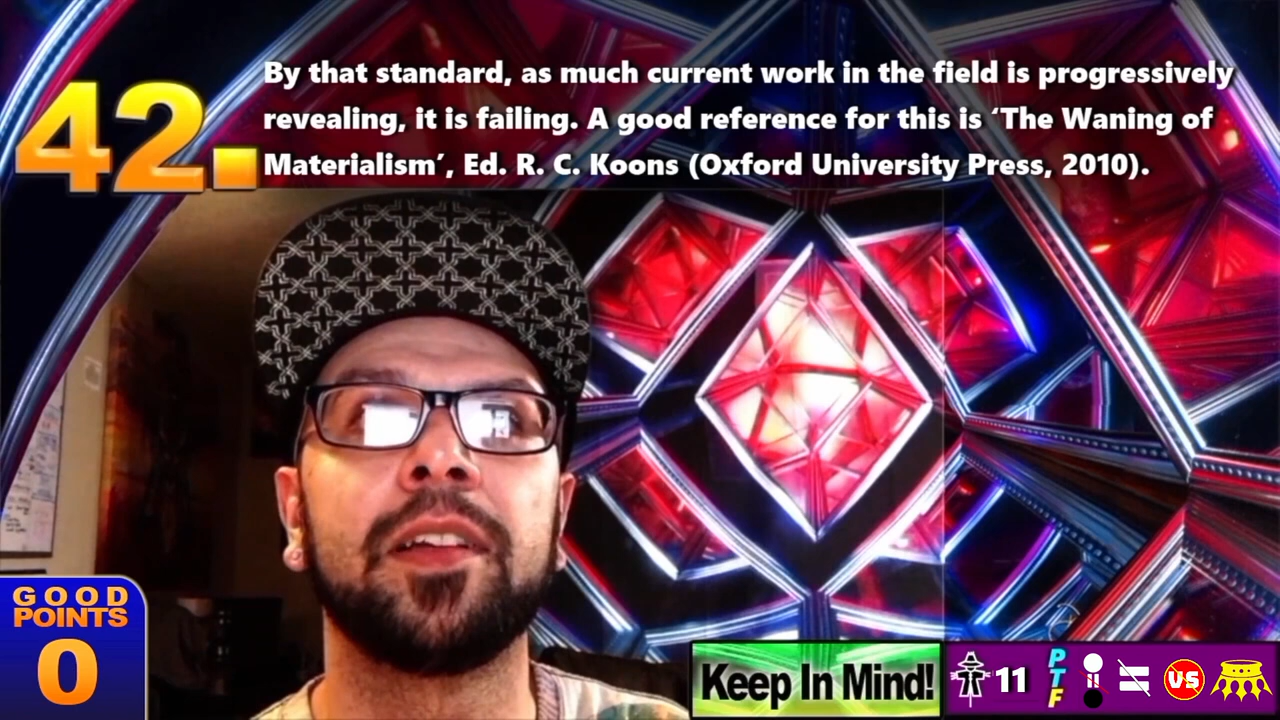 42.
By that standard, as much current work in the field is progressively
revealing, it is failing. A good reference for this is ‘The Waning of
Materialism’, Ed. R. C. Koons (Oxford University Press, 2010).
GOOD
POINTS
0
Keep In Mind!
11
PTF
VS